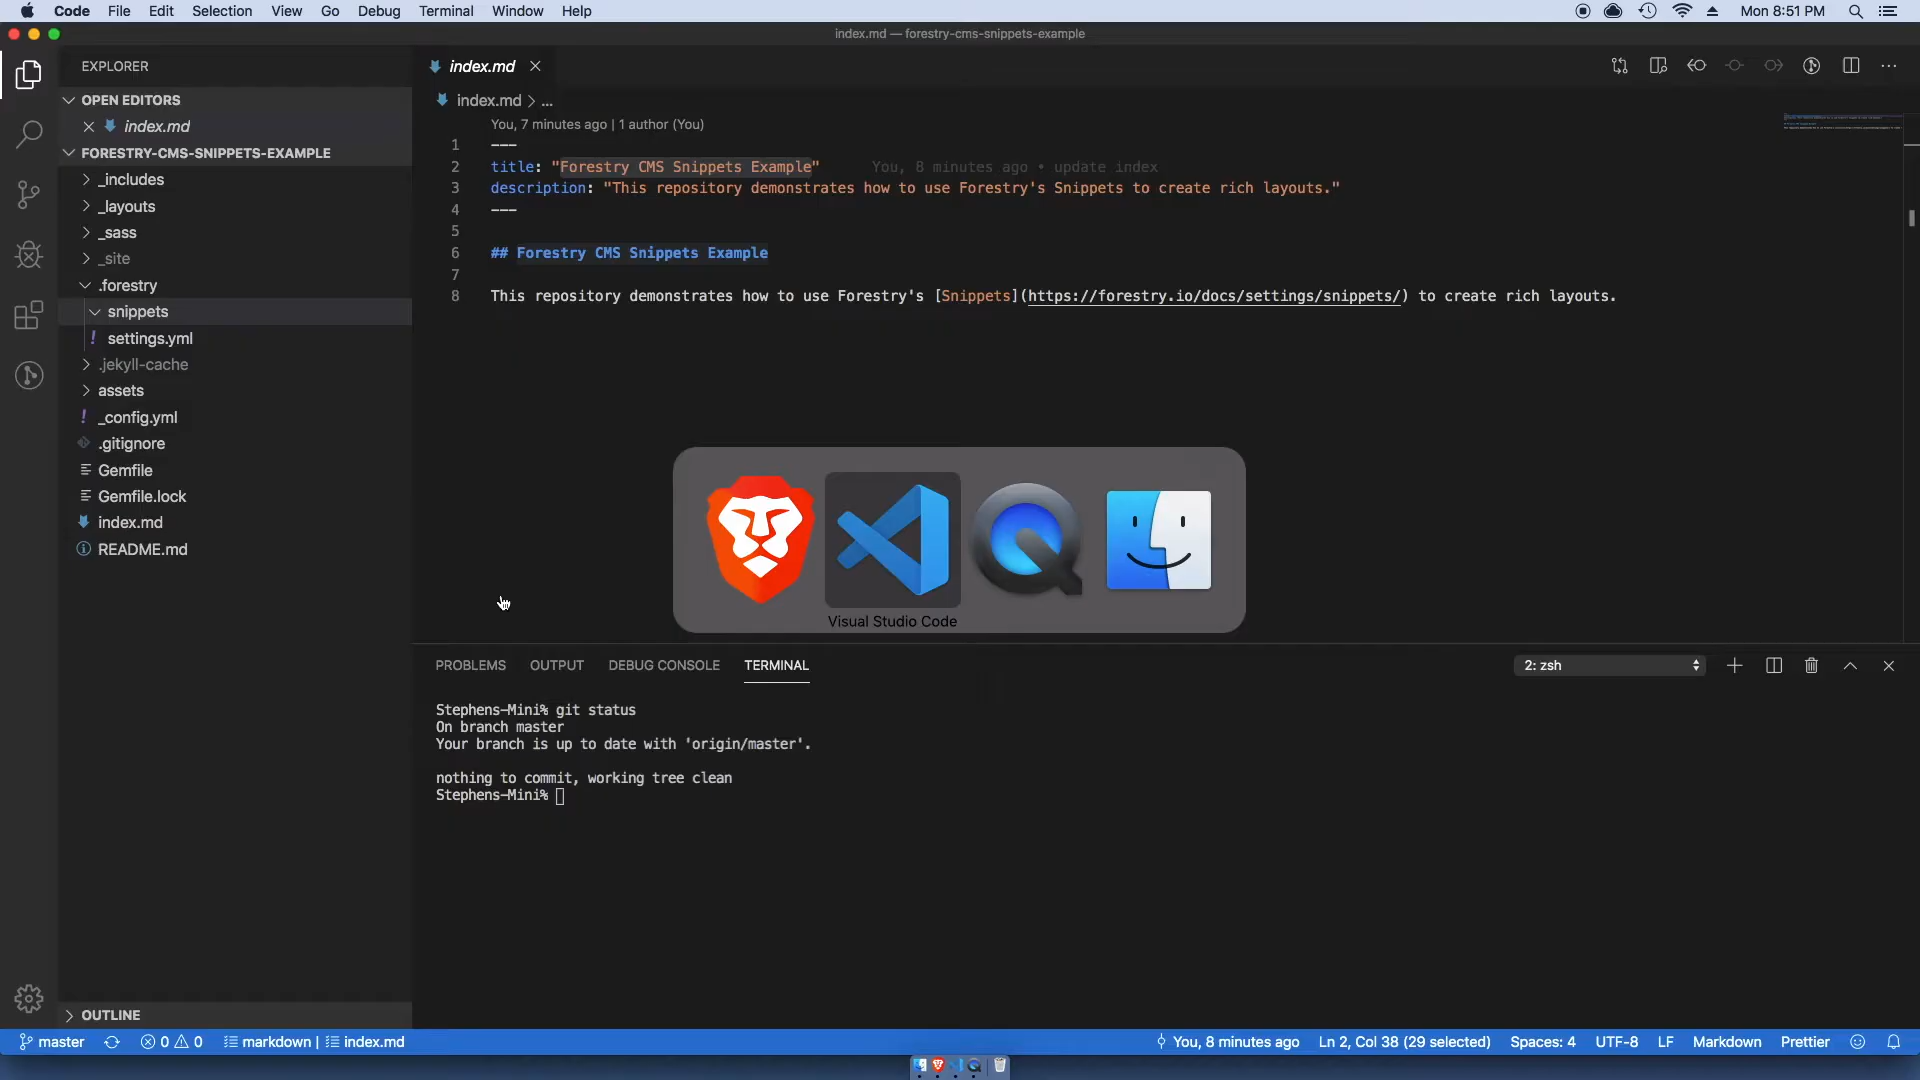 Code File Edit Selection View Go Debug Terminal Window Help
Mon 8:51 PM
index.md — forestry-cms-snippets-example
EXPLORER
OPEN EDITORS
index.md
FORESTRY-CMS-SNIPPETS-EXAMPLE
_includes
_layouts
_sass
_site
.forestry
snippets
! settings.yml
.jekyll-cache
assets
! _config.yml
.gitignore
Gemfile
Gemfile.lock
index.md
README.md
OUTLINE
index.md
index.md > ...
You, 7 minutes ago | 1 author (You)
1 ---
2 title: "Forestry CMS Snippets Example" You, 8 minutes ago • update index
3 description: "This repository demonstrates how to use Forestry's Snippets to create rich layouts."
4 ---
5
6 ## Forestry CMS Snippets Example
7
8 This repository demonstrates how to use Forestry's [Snippets](https://forestry.io/docs/settings/snippets/) to create rich layouts.
Visual Studio Code
PROBLEMS OUTPUT DEBUG CONSOLE TERMINAL
2: zsh
Stephens-Mini% git status
On branch master
Your branch is up to date with 'origin/master'.
nothing to commit, working tree clean
Stephens-Mini%
master 0 0 markdown | index.md
You, 8 minutes ago Ln 2, Col 38 (29 selected) Spaces: 4 UTF-8 LF Markdown Prettier